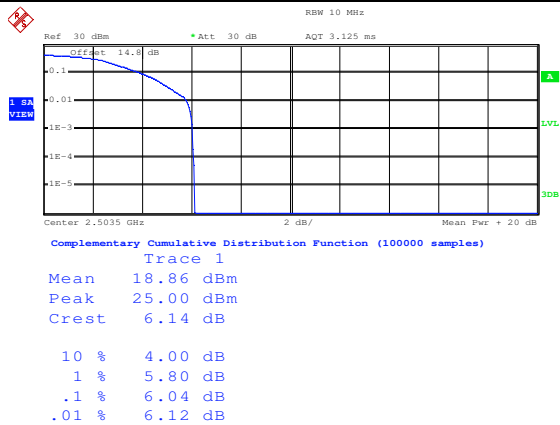 RBW 10 MHz
Ref 30 dBm * Att 30 dB AQT 3.125 ms
Offset 14.8 dB
0.1
A
0.01
1 SA
VIEW
1E-3
LVL
1E-4
1E-5
3DB
Center 2.5035 GHz 2 dB/ Mean Pwr + 20 dB
Complementary Cumulative Distribution Function (100000 samples)
Trace 1
Mean 18.86 dBm
Peak 25.00 dBm
Crest 6.14 dB
10 % 4.00 dB
1 % 5.80 dB
.1 % 6.04 dB
.01 % 6.12 dB